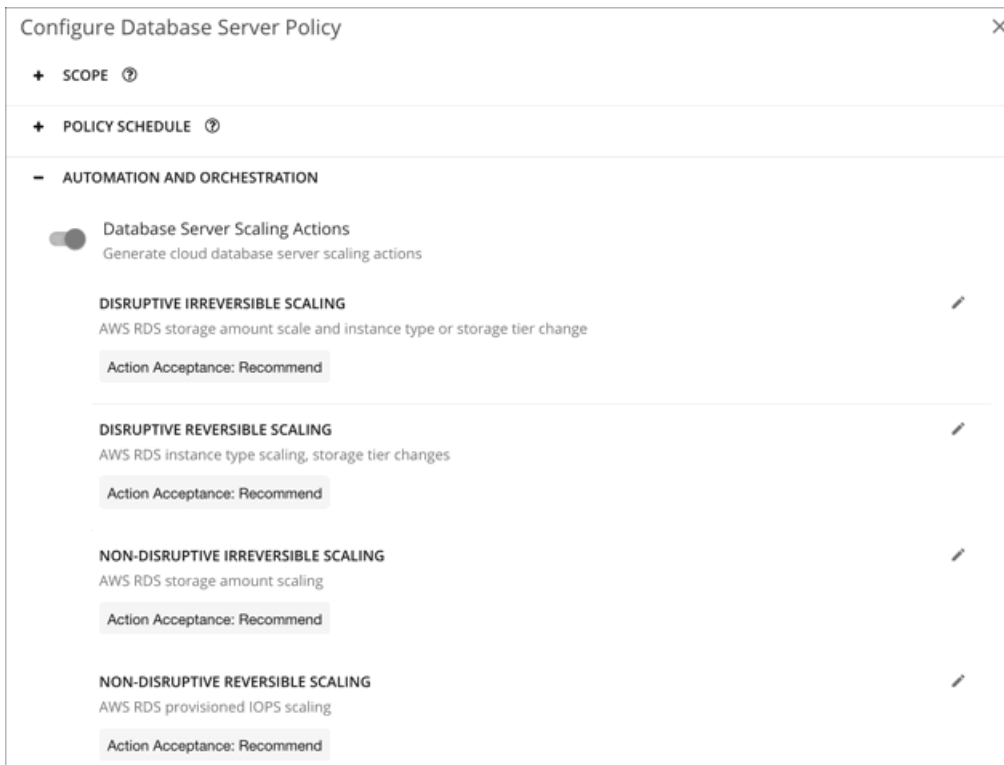 Configure Database Server Policy
SCOPE
POLICY SCHEDULE
AUTOMATION AND ORCHESTRATION
Database Server Scaling Actions
Generate cloud database server scaling actions
DISRUPTIVE IRREVERSIBLE SCALING
AWS RDS storage amount scale and instance type or storage tier change
Action Acceptance: Recommend
DISRUPTIVE REVERSIBLE SCALING
AWS RDS instance type scaling, storage tier changes
Action Acceptance: Recommend
NON-DISRUPTIVE IRREVERSIBLE SCALING
AWS RDS storage amount scaling
Action Acceptance: Recommend
NON-DISRUPTIVE REVERSIBLE SCALING
AWS RDS provisioned IOPS scaling
Action Acceptance: Recommend